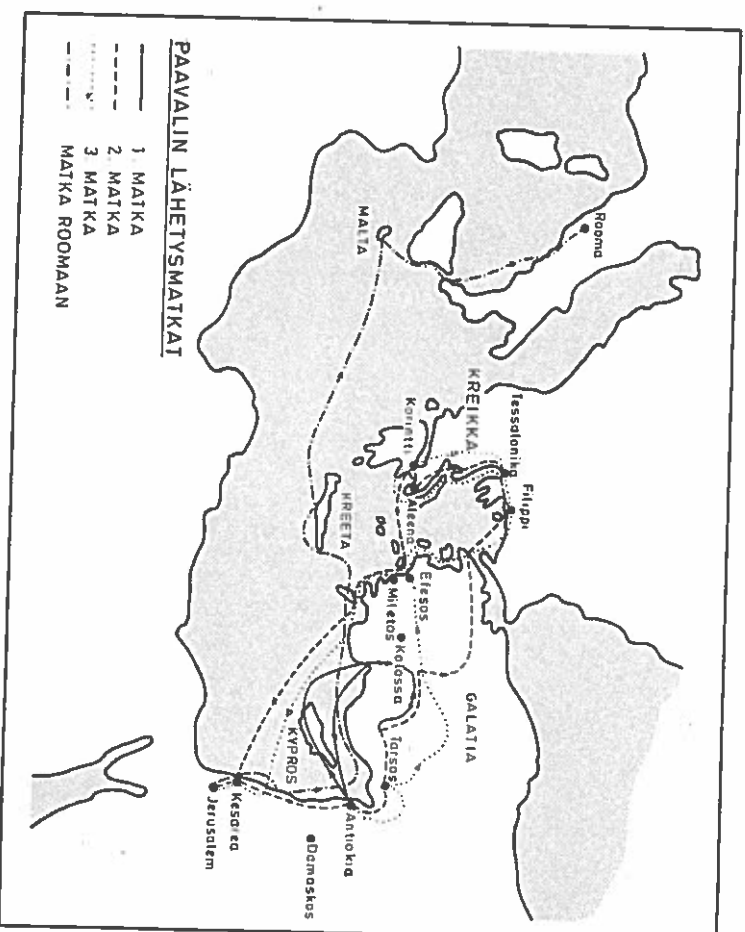 PAAVALIN LÄHETYSMATKAT
1. MATKA
2. MATKA
3. MATKA
MATKA ROOMAAN
Rooma
MALTA
KREIKKA
Tessalonika
Filippi
Korintti
Ateena
KREETA
Efesos
Miletos
Kolossa
GALATIA
Tarsos
KYPROS
Antiokia
Damaskos
Kesarea
Jerusalem